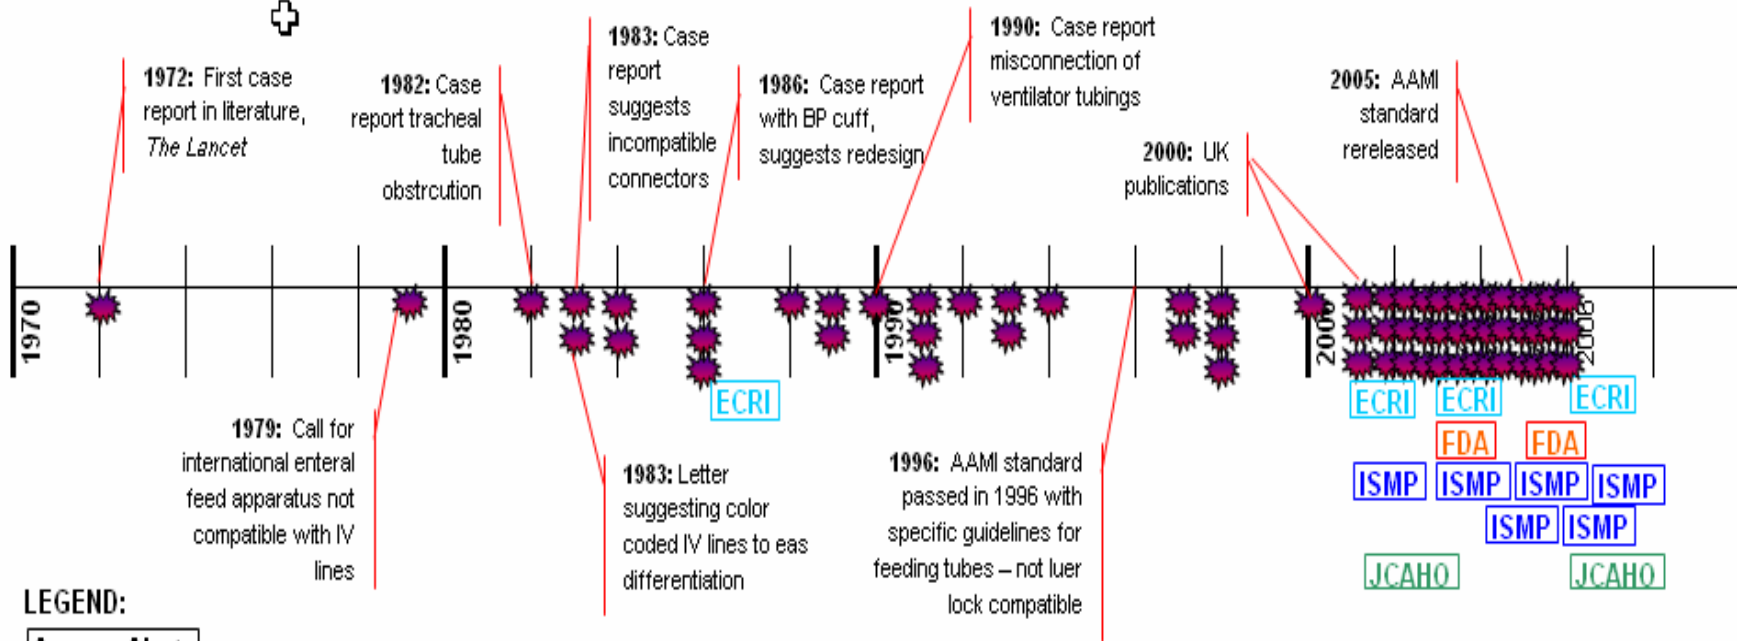 1972: First case
report in literature,
The Lancet
1982: Case
report tracheal
tube
obstrcution
1983: Case
report
suggests
incompatible
connectors
1986: Case report
with BP cuff,
suggests redesign
1990: Case report
misconnection of
ventilator tubings
2000: UK
publications
2005: AAMI
standard
rereleased
1970
1980
1990
2000
2006
ECRI
ECRI
ECRI
ECRI
FDA
FDA
ISMP
ISMP
ISMP
ISMP
ISMP
ISMP
JCAHO
JCAHO
1979: Call for
international enteral
feed apparatus not
compatible with IV
lines
1983: Letter
suggesting color
coded IV lines to eas
differentiation
1996: AAMI standard
passed in 1996 with
specific guidelines for
feeding tubes – not luer
lock compatible
LEGEND: